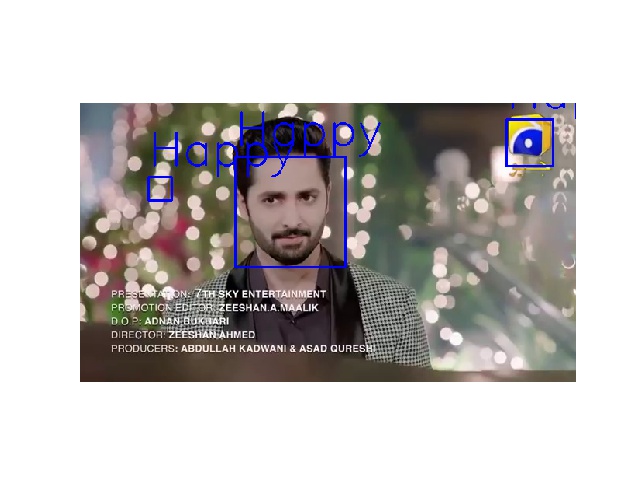 Happy
Happy
Hap
PRESENTATION: 7TH SKY ENTERTAINMENT
PROMOTION EDITOR: ZEESHAN.A.MAALIK
D.O.P: ADNAN BUKHARI
DIRECTOR: ZEESHAN AHMED
PRODUCERS: ABDULLAH KADWANI & ASAD QURESHI